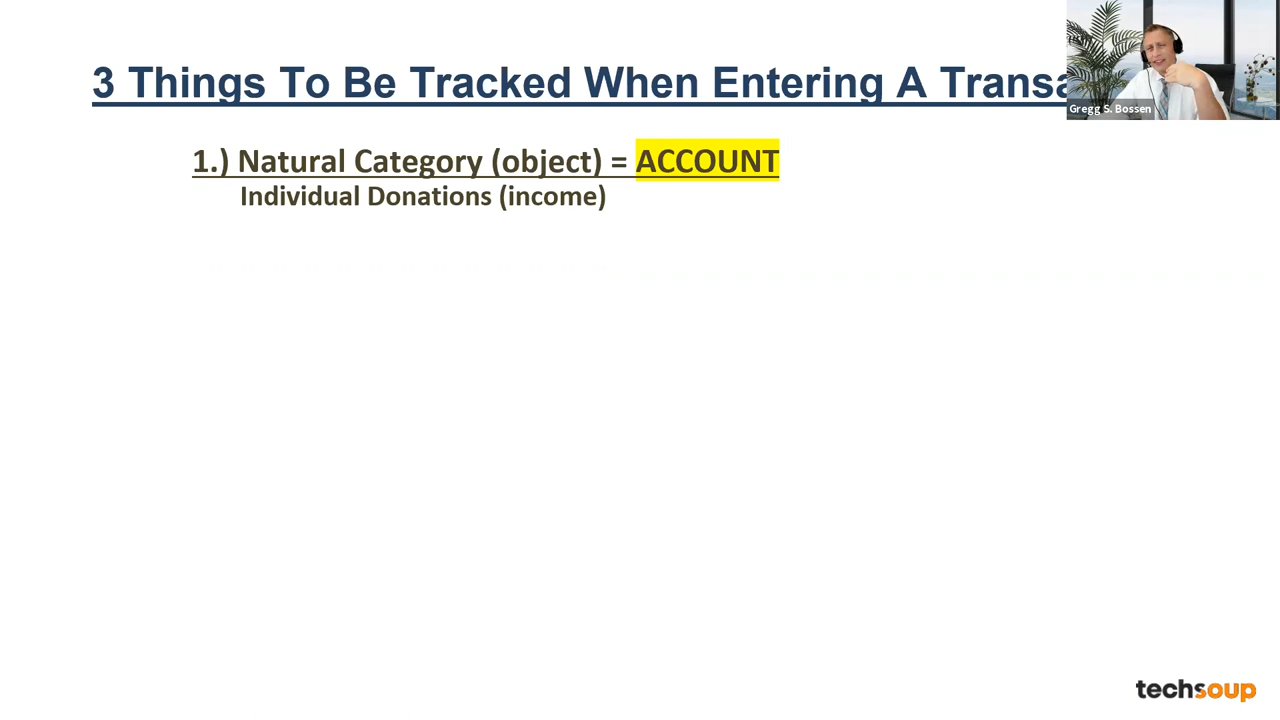 3 Things To Be Tracked When Entering A Transa
Gregg S. Bossen
1.) Natural Category (object) = ACCOUNT
Individual Donations (income)
techsoup